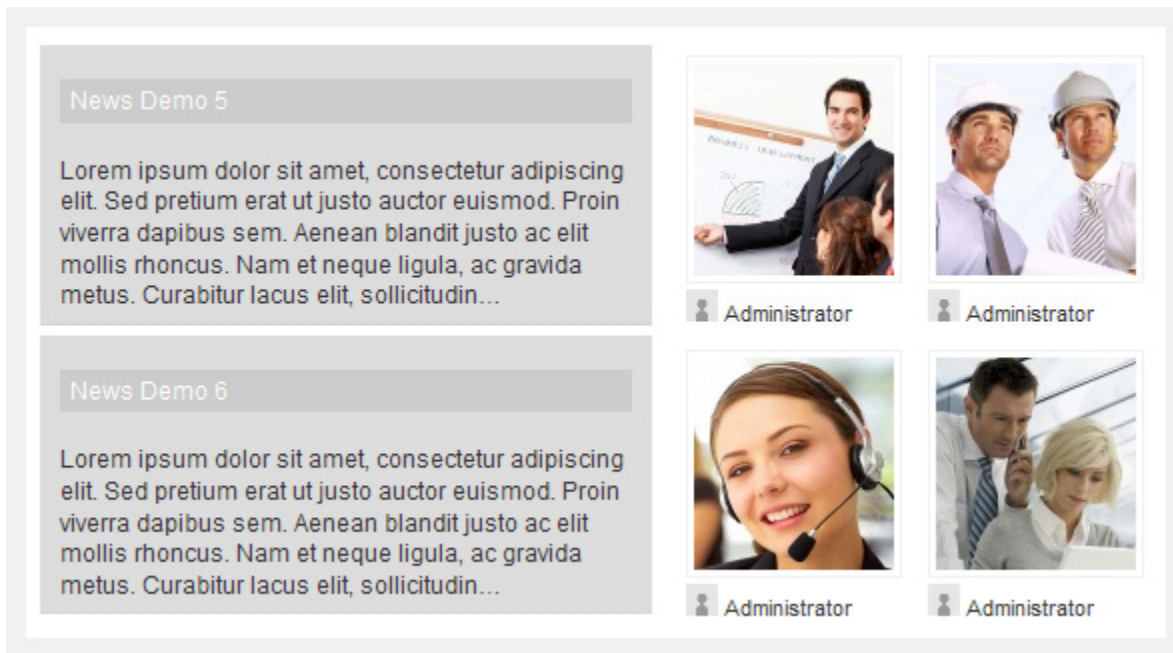 News Demo 5
Lorem ipsum dolor sit amet, consectetur adipiscing
elit. Sed pretium erat ut justo auctor euismod. Proin
viverra dapibus sem. Aenean blandit justo ac elit
mollis rhoncus. Nam et neque ligula, ac gravida
metus. Curabitur lacus elit, sollicitudin...
News Demo 6
Lorem ipsum dolor sit amet, consectetur adipiscing
elit. Sed pretium erat ut justo auctor euismod. Proin
viverra dapibus sem. Aenean blandit justo ac elit
mollis rhoncus. Nam et neque ligula, ac gravida
metus. Curabitur lacus elit, sollicitudin...
BUSINESS DEVELOPMENT
Administrator
Administrator
Administrator
Administrator